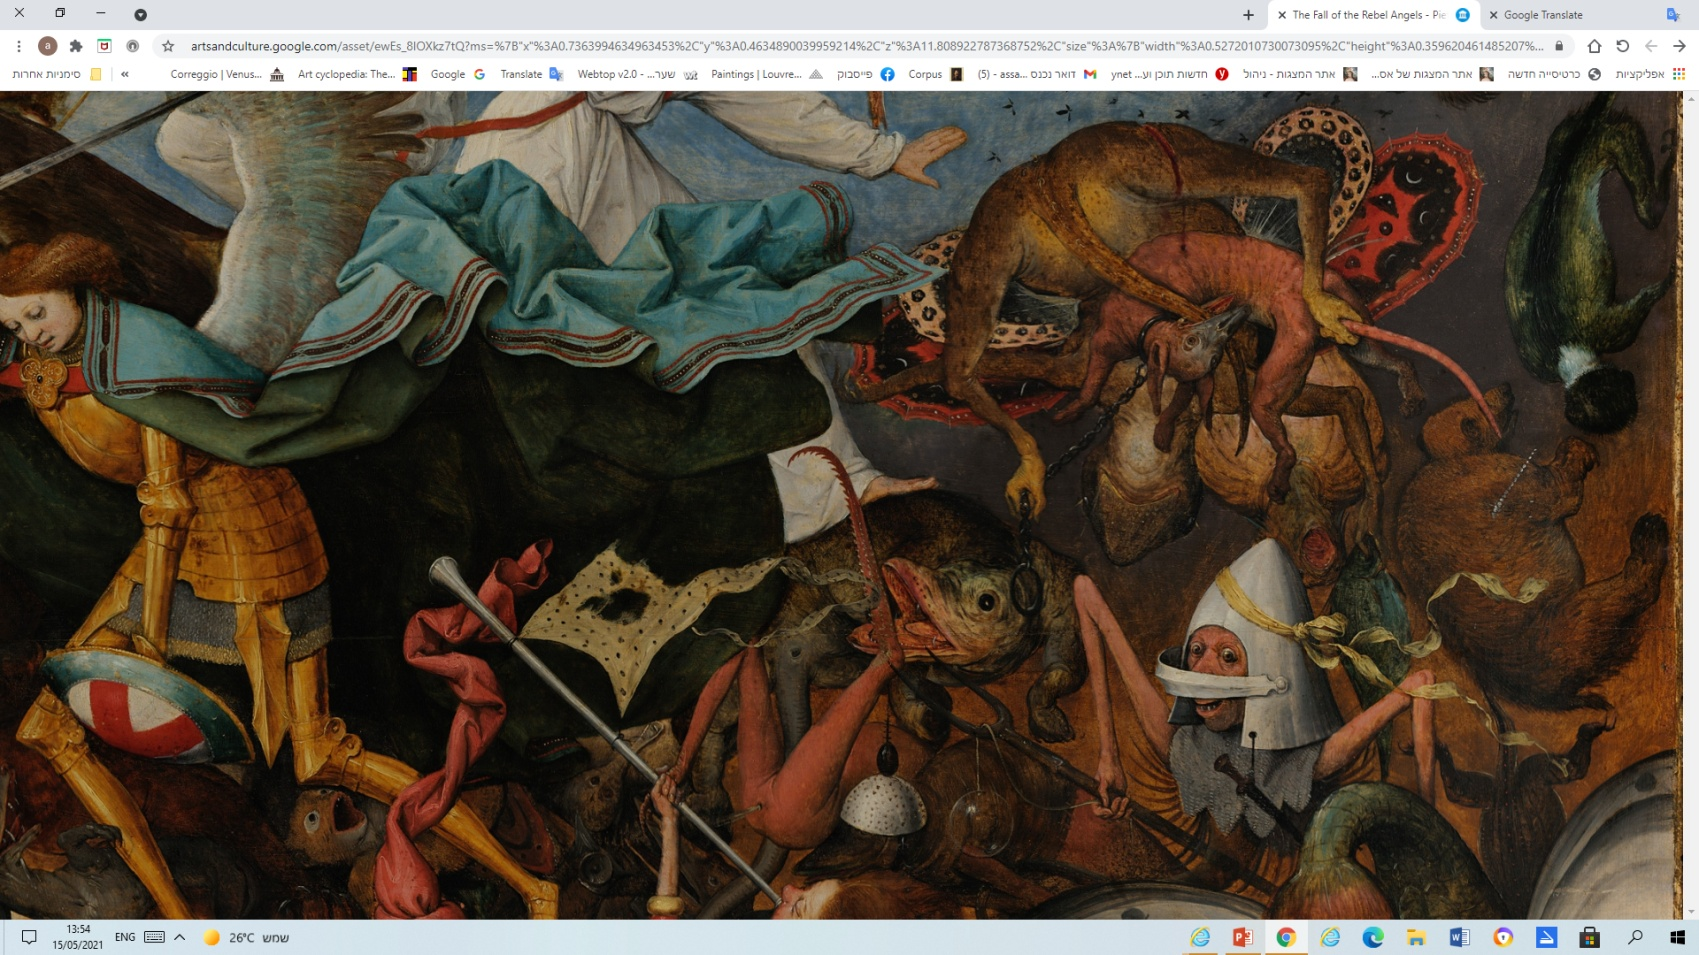 The Fall of the Rebel Angels - Pie
Google Translate
a
artsandculture.google.com/asset/ewEs_8IOXkz7tQ?ms=%7B"x"%3A0.7363994634963453%2C"y"%3A0.4634890039959214%2C"z"%3A11.808922787368752%2C"size"%3A%7B"width"%3A0.5272015730073095%2C"height"%3A0.359620461485207%...
אפליקציות
כרטיסייה חדשה
אתר המצגות של אס...
אתר המצגות - ניהול
ynet חדשות תוכן וע...
דואר נכנס (5) - assa...
Corpus
פייסבוק
Paintings | Louvre...
Webtop v2.0 - שער...
Translate
Google
Art cyclopedia: The...
Correggio | Venus...
«
סימניות אחרות
13:54
15/05/2021
ENG
26°C שמש